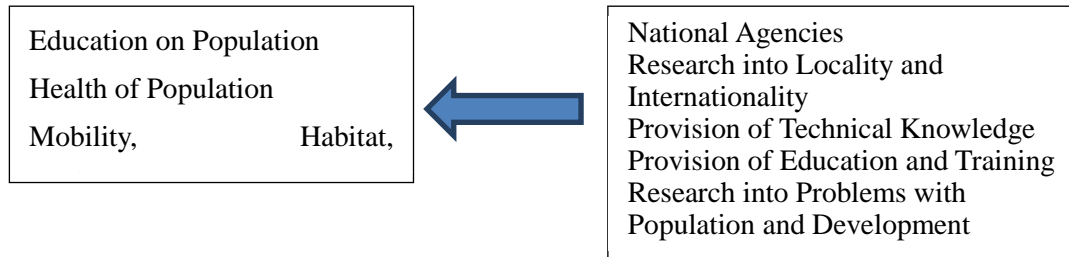 Education on Population
Health of Population
Mobility, Habitat,
National Agencies
Research into Locality and
Internationality
Provision of Technical Knowledge
Provision of Education and Training
Research into Problems with
Population and Development